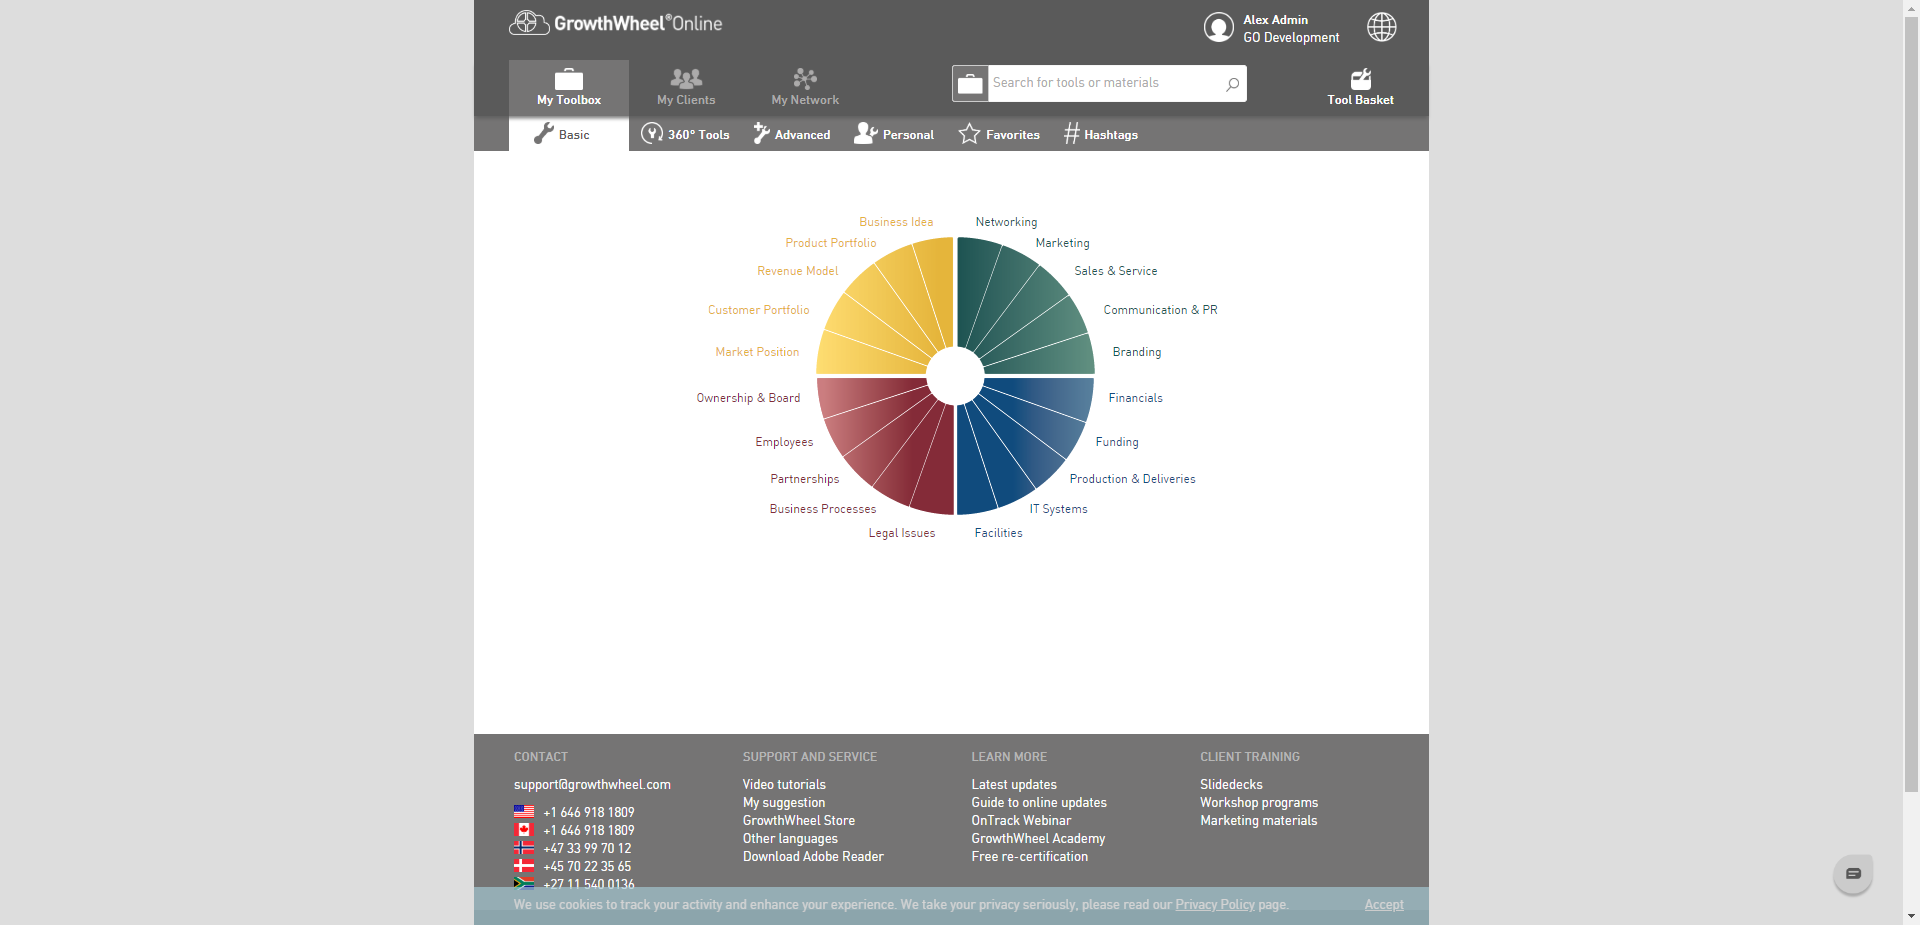 GrowthWheel®Online
Alex Admin
GO Development
My Toolbox
My Clients
My Network
Search for tools or materials
Tool Basket
Basic
360° Tools
Advanced
Personal
Favorites
Hashtags
Business Idea
Networking
Product Portfolio
Marketing
Revenue Model
Sales & Service
Customer Portfolio
Communication & PR
Market Position
Branding
Ownership & Board
Financials
Employees
Funding
Partnerships
Production & Deliveries
Business Processes
IT Systems
Legal Issues
Facilities
CONTACT
support@growthwheel.com
+1 646 918 1809
+1 646 918 1809
+47 33 99 70 12
+45 70 22 35 65
+27 11 540 0136
SUPPORT AND SERVICE
Video tutorials
My suggestion
GrowthWheel Store
Other languages
Download Adobe Reader
LEARN MORE
Latest updates
Guide to online updates
OnTrack Webinar
GrowthWheel Academy
Free re-certification
CLIENT TRAINING
Slidedecks
Workshop programs
Marketing materials
We use cookies to track your activity and enhance your experience. We take your privacy seriously, please read our Privacy Policy page.
Accept